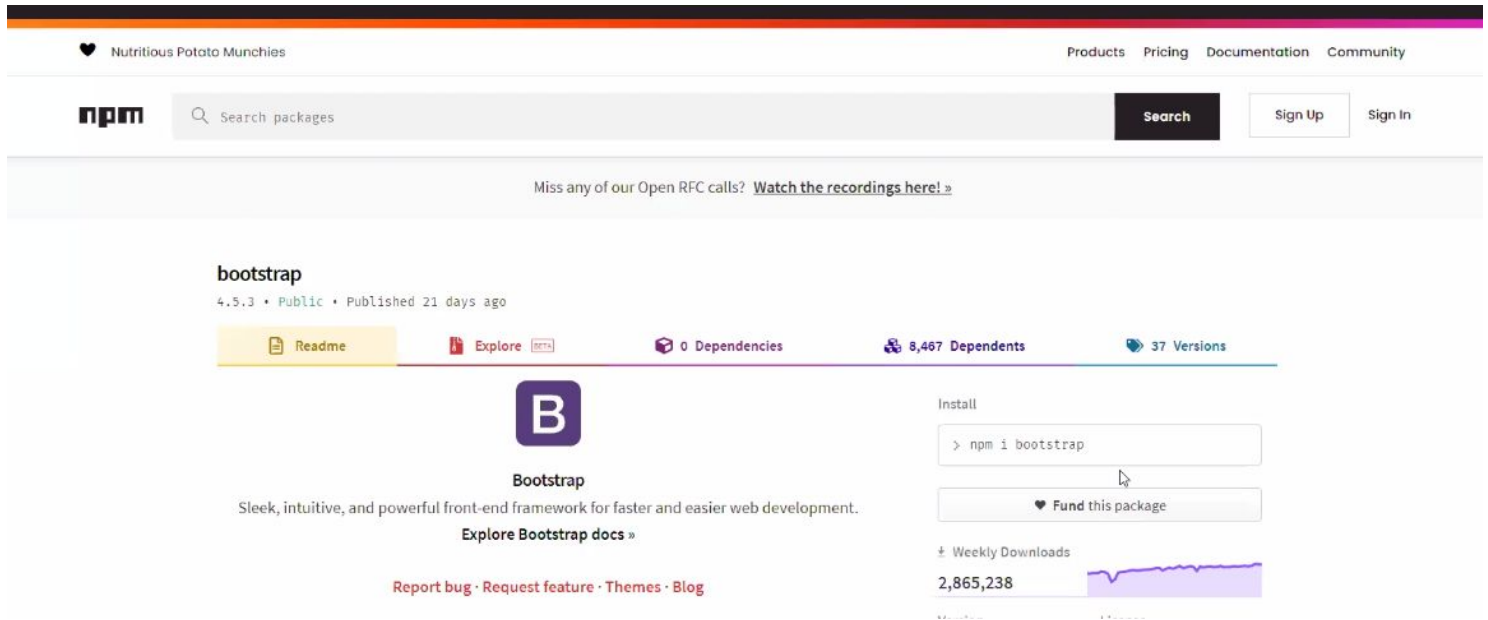 Nutritious Potato Munchies
Products Pricing Documentation Community
npm Search packages Search Sign Up Sign In
Miss any of our Open RFC calls? Watch the recordings here! »
bootstrap
4.5.3 • Public • Published 21 days ago
Readme Explore BETA 0 Dependencies 8,467 Dependents 37 Versions
B
Bootstrap
Sleek, intuitive, and powerful front-end framework for faster and easier web development.
Explore Bootstrap docs »
Report bug · Request feature · Themes · Blog
Install
> npm i bootstrap
Fund this package
Weekly Downloads
2,865,238